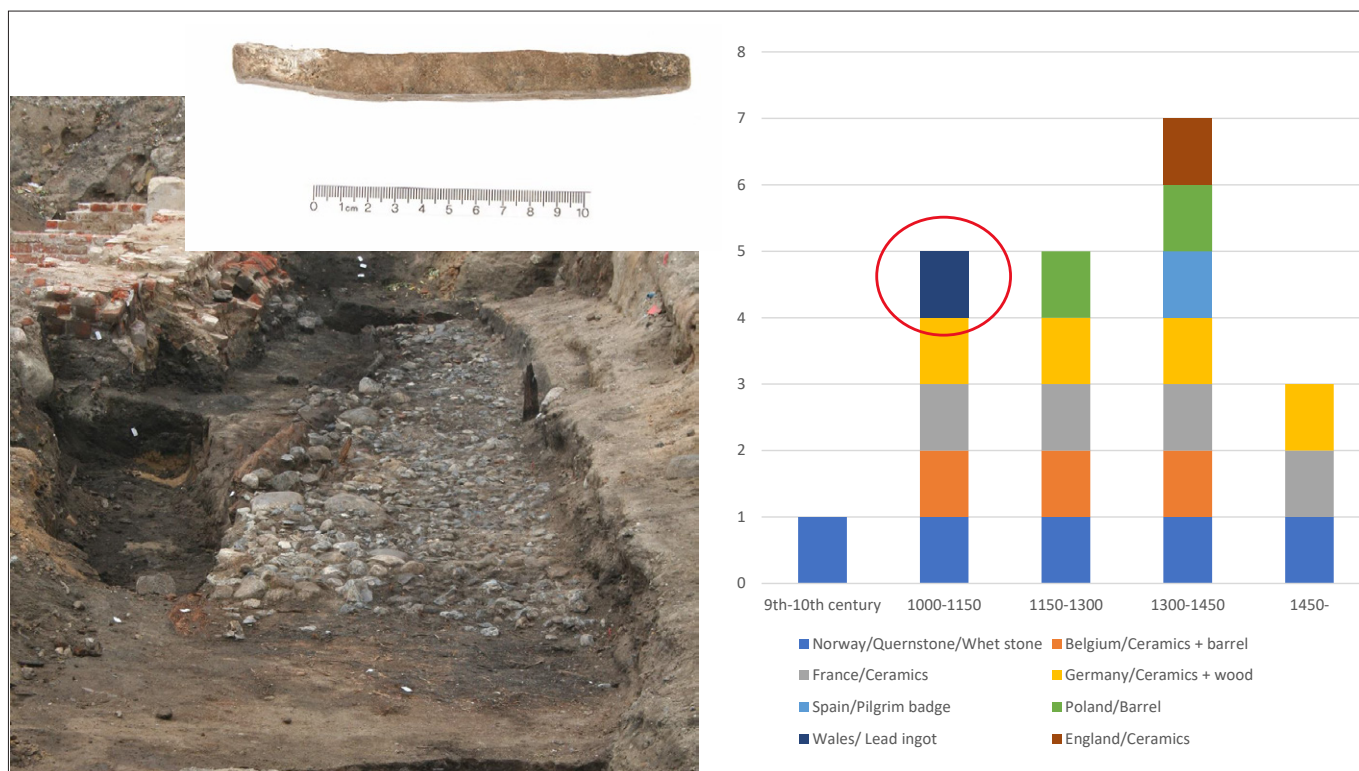 0 1cm 2 3 4 5 6 7 8 9 10
8
7
6
5
4
3
2
1
0
9th-10th century 1000-1150 1150-1300 1300-1450 1450-
Norway/Quernstone/Whet stone Belgium/Ceramics + barrel
France/Ceramics Germany/Ceramics + wood
Spain/Pilgrim badge Poland/Barrel
Wales/ Lead ingot England/Ceramics